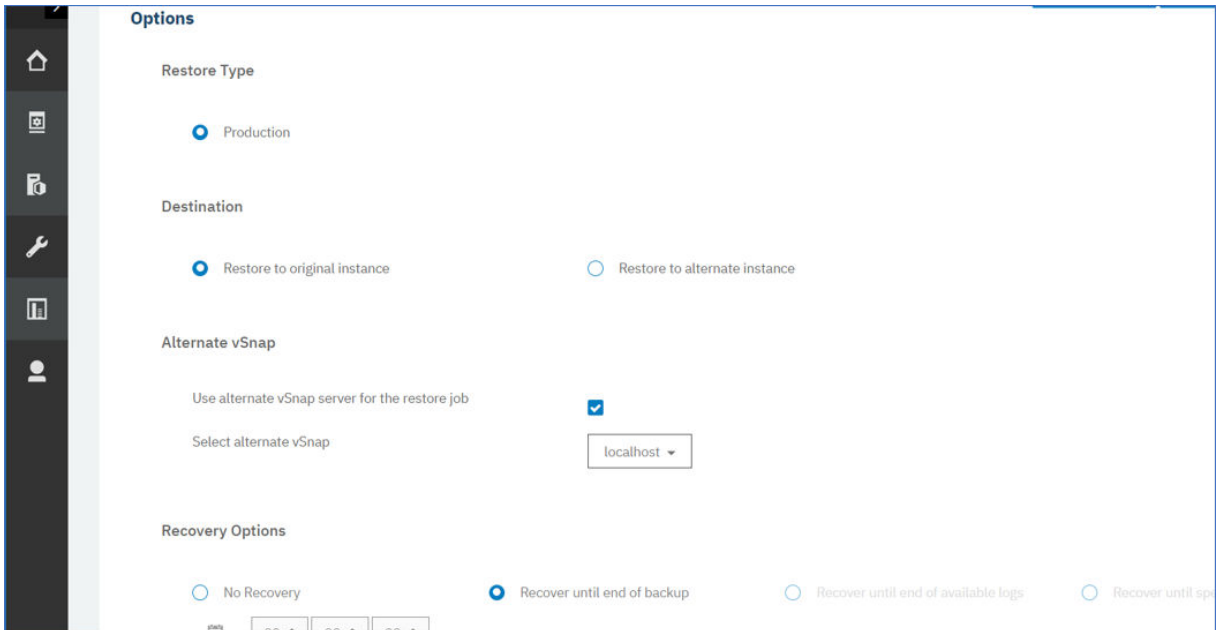 Options
Restore Type
Production
Destination
Restore to original instance
Restore to alternate instance
Alternate vSnap
Use alternate vSnap server for the restore job
Select alternate vSnap
localhost
Recovery Options
No Recovery
Recover until end of backup
Recover until end of available logs
Recover until